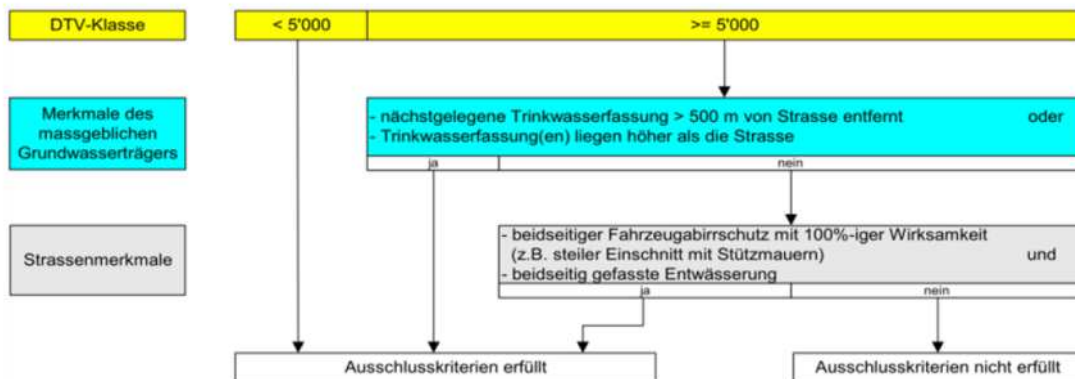 DTV-Klasse
< 5'000
>= 5'000
Merkmale des
massgeblichen
Grundwasserträgers
- nächstgelegene Trinkwasserfassung > 500 m von Strasse entfernt oder
- Trinkwasserfassung(en) liegen höher als die Strasse
ja
nein
Strassenmerkmale
- beidseitiger Fahrzeugabirrschutz mit 100%-iger Wirksamkeit
(z.B. steiler Einschnitt mit Stützmauern) und
- beidseitig gefasste Entwässerung
ja
nein
Ausschlusskriterien erfüllt
Ausschlusskriterien nicht erfüllt